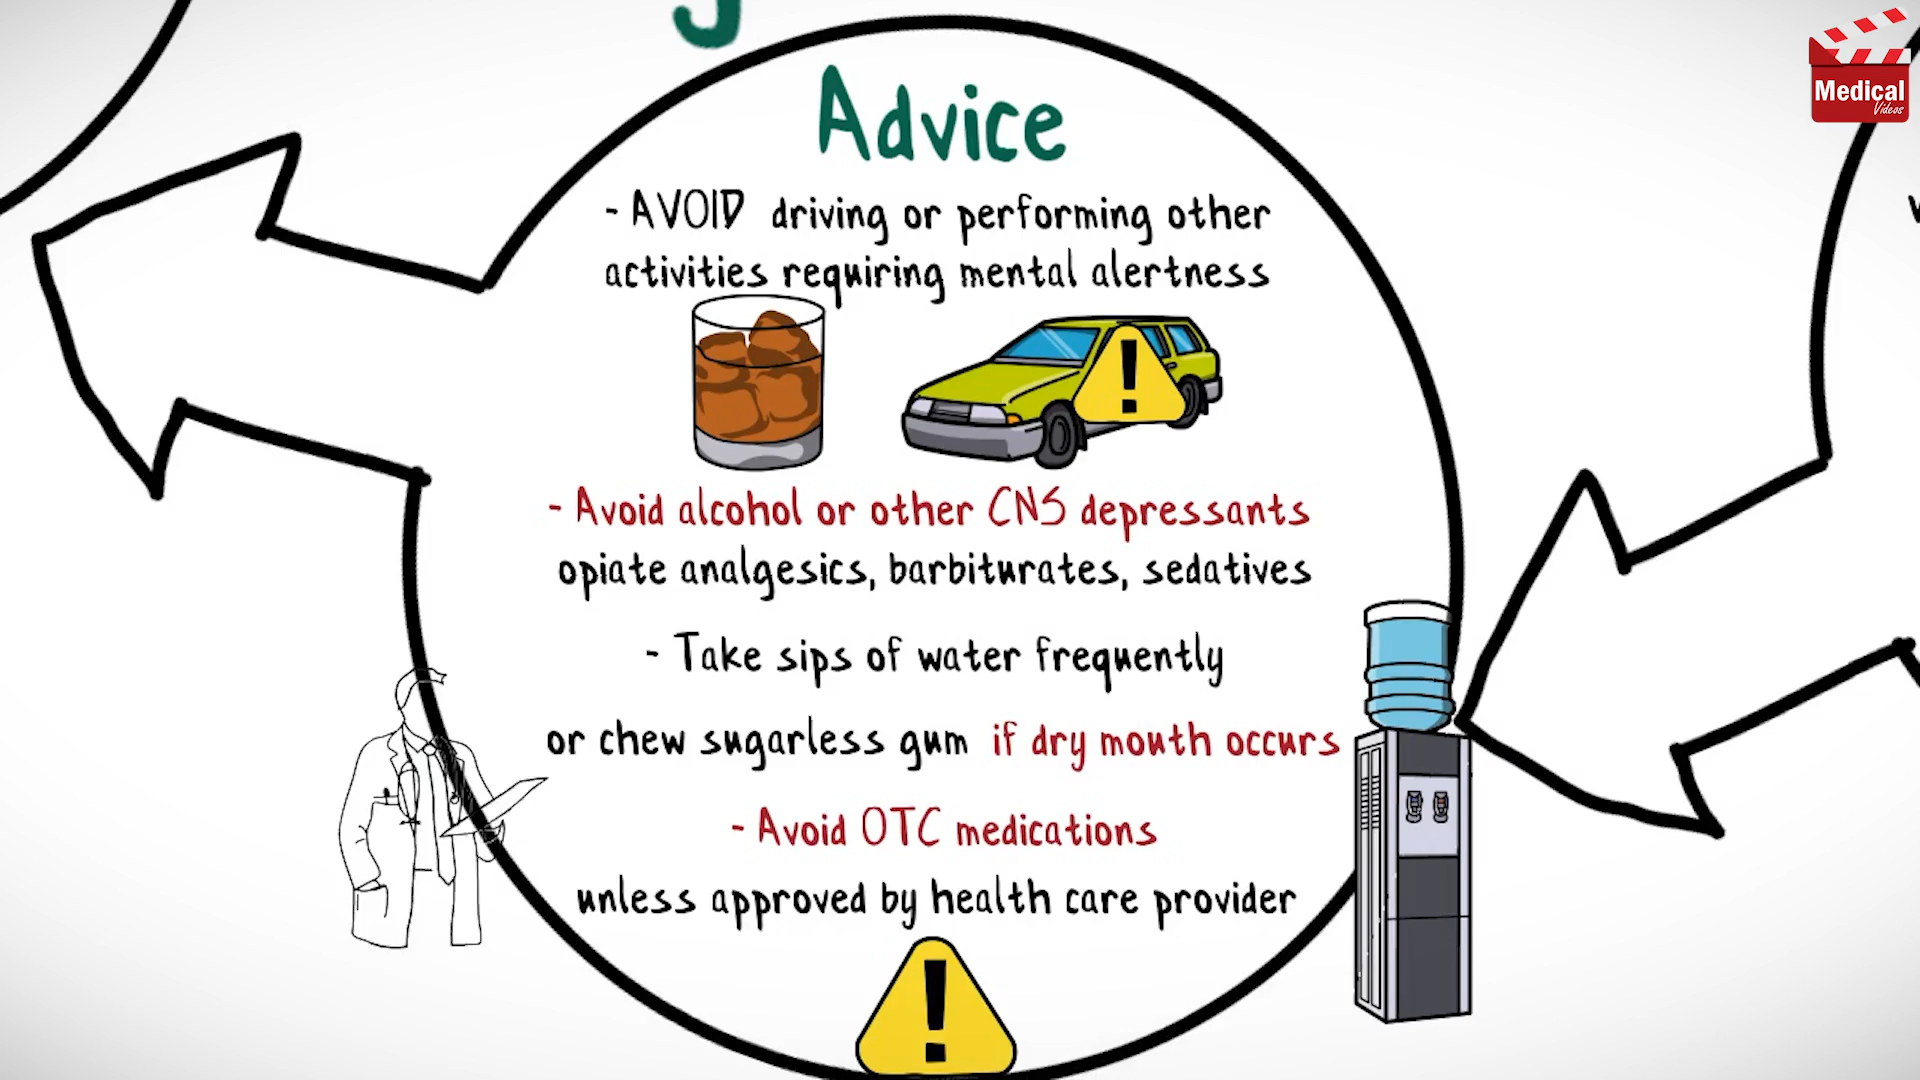 Advice
- AVOID driving or performing other
activities requiring mental alertness
- Avoid alcohol or other CNS depressants
opiate analgesics, barbiturates, sedatives
- Take sips of water frequently
or chew sugarless gum if dry mouth occurs
- Avoid OTC medications
unless approved by health care provider
!
!
Medical
Videos